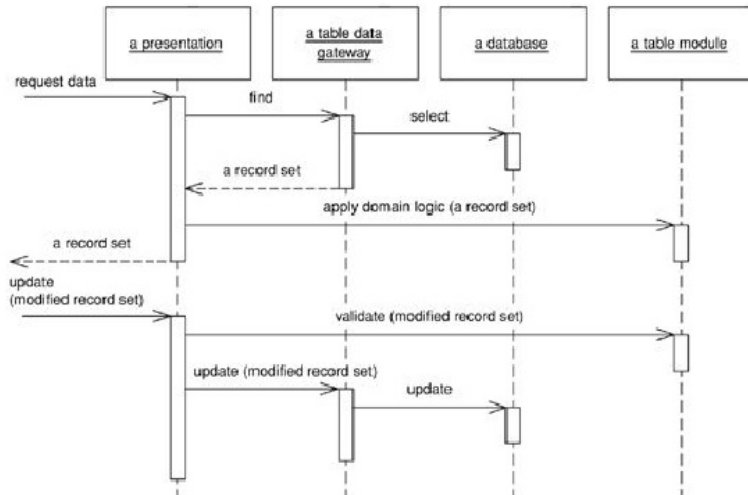 a presentation
a table data
gateway
a database
a table module
request data
find
select
a record set
apply domain logic (a record set)
a record set
update
(modified record set)
validate (modified record set)
update (modified record set)
update